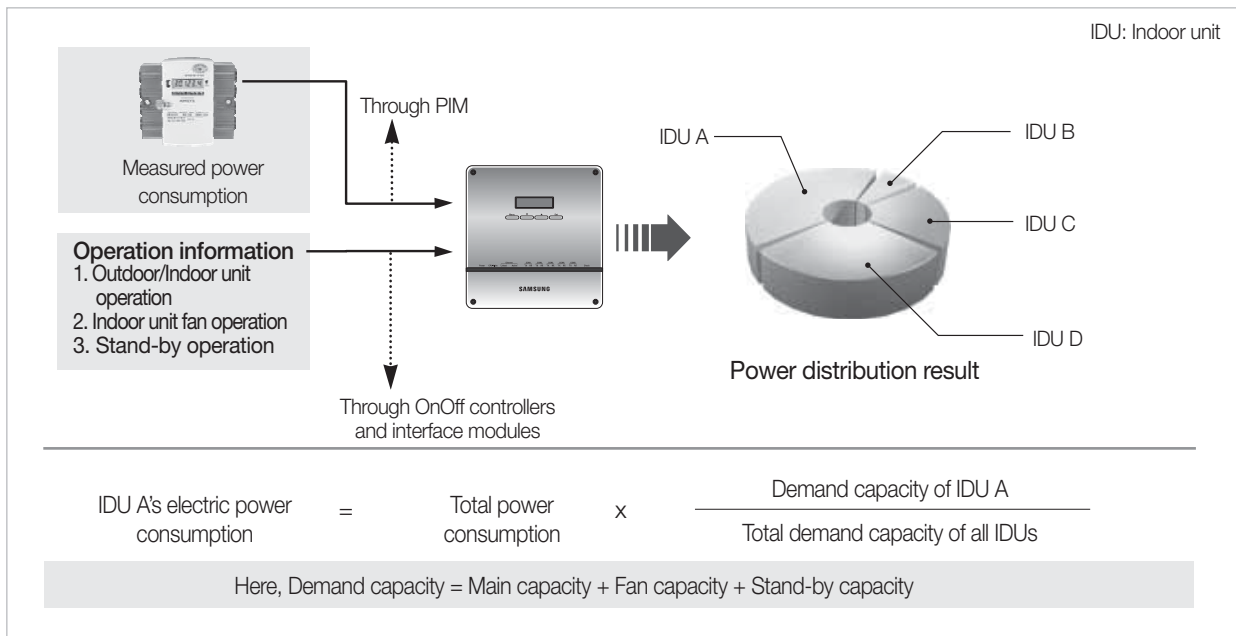 IDU: Indoor unit
Through PIM
Measured power
consumption
IDU A
IDU B
IDU C
IDU D
Operation information
1. Outdoor/Indoor unit
operation
2. Indoor unit fan operation
3. Stand-by operation
SAMSUNG
Power distribution result
Through OnOff controllers
and interface modules
IDU A’s electric power
consumption
=
Total power
consumption
x
Demand capacity of IDU A
Total demand capacity of all IDUs
Here, Demand capacity = Main capacity + Fan capacity + Stand-by capacity